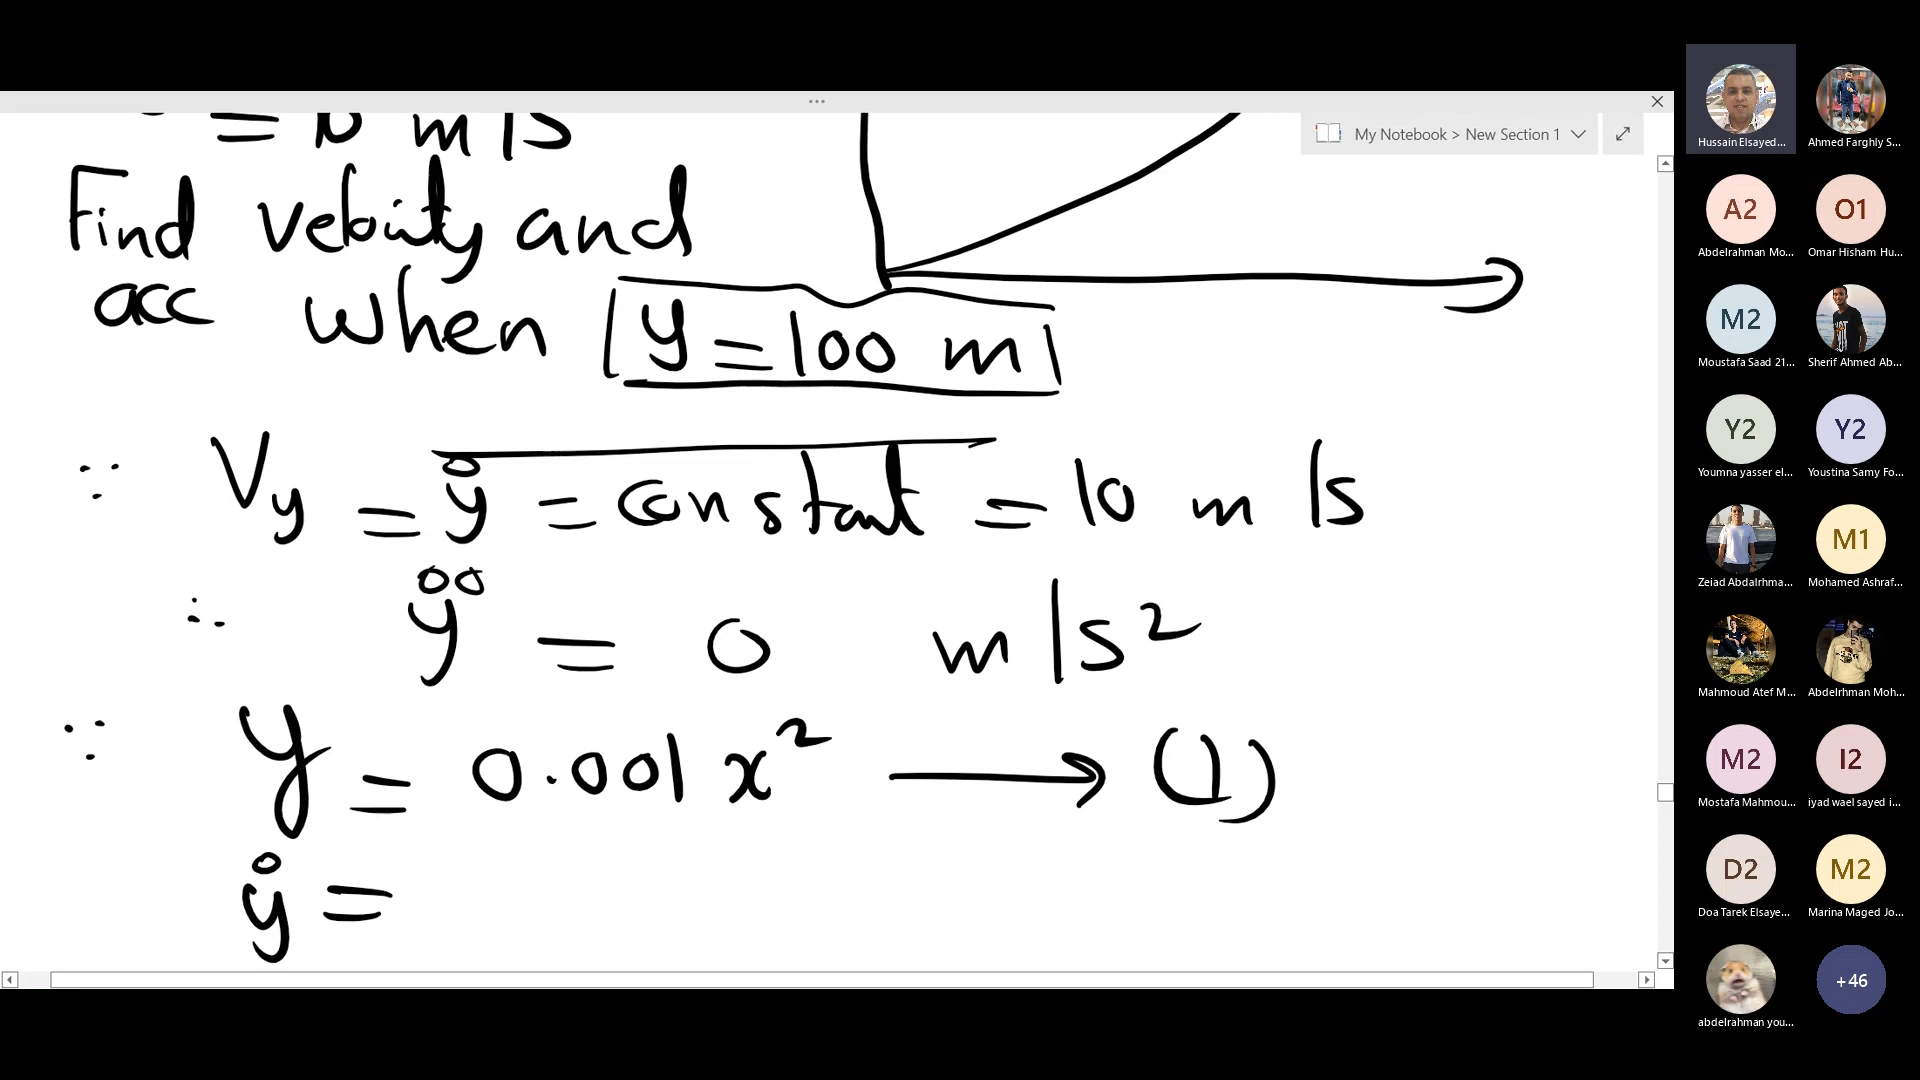 = 10 m/s
Find velocity and
acc when y = 100 m
∵ Vy = ẏ = constant = 10 m/s
∴ ÿ = 0 m/s²
∵ y = 0.001 x² → (1)
ẏ =
...
My Notebook > New Section 1
Hussain Elsayed...
Ahmed Farghly S...
A2
Abdelrahman Mo...
O1
Omar Hisham Hu...
M2
Moustafa Saad 21...
Sherif Ahmed Ab...
Y2
Youmna yasser el...
Y2
Youstina Samy Fo...
Zeiad Abdalrhma...
M1
Mohamed Ashraf...
Mahmoud Atef M...
Abdelrhman Moh...
M2
Mostafa Mahmou...
I2
iyad wael sayed i...
D2
Doa Tarek Elsaye...
M2
Marina Maged Jo...
abdelrahman you...
+46